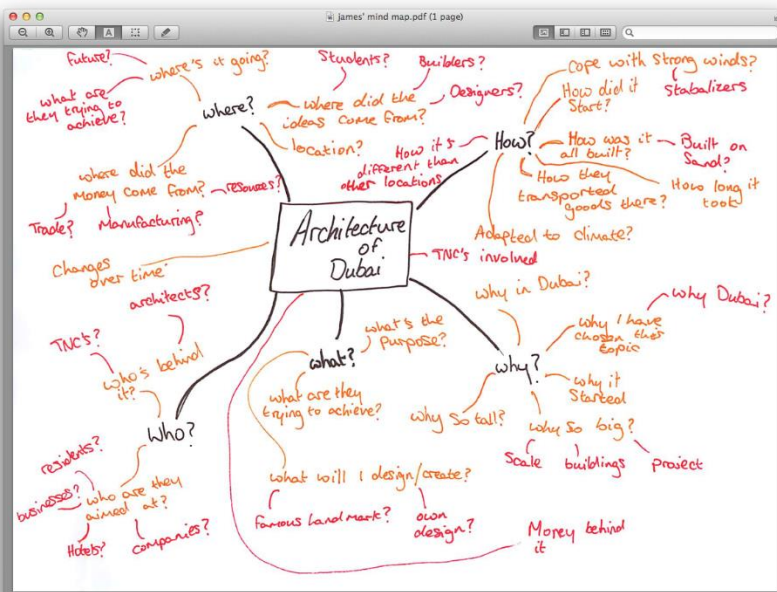 james' mind map.pdf (1 page)
Future?
where's it going?
what are
they trying to
achieve?
where?
Students?
Builders?
Designers?
where did the
ideas come from?
location?
where did the
money come from?
resources?
Trade?
Manufacturing?
Changes
over time
How?
Cope with strong winds?
Stabalizers
How did it
Start?
How was it
all built?
Built on
Sand?
How they
transported
goods there?
How long it
took
How it's
different than
other locations
Adapted to climate?
Architecture
of
Dubai
TNC's involved
architects?
TNC's?
who's behind
it?
Who?
residents?
businesses?
who are they
aimed at?
Hotels?
companies?
what?
what's the
purpose?
what are they
trying to achieve?
what will I design/create?
famous landmark?
own
design?
why?
why in Dubai?
why Dubai?
why I have
chosen this
topic
why it
Started
why so tall?
why so big?
Scale
buildings
project
Money behind
it